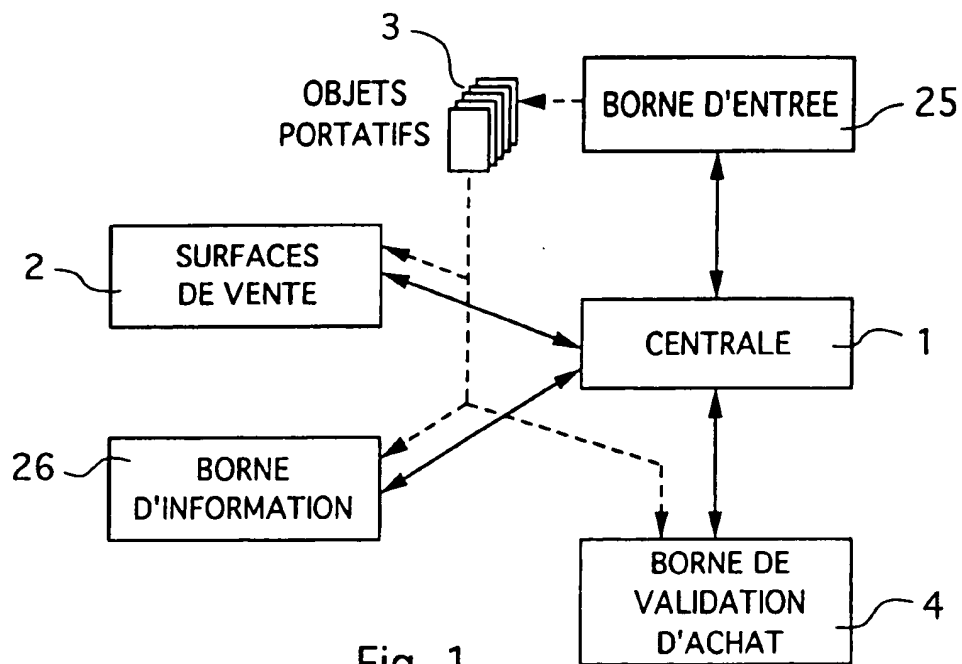 3
OBJETS
PORTATIFS
BORNE D'ENTREE
25
2
SURFACES
DE VENTE
CENTRALE
1
26
BORNE
D'INFORMATION
BORNE DE
VALIDATION
D'ACHAT
4
Fig. 1